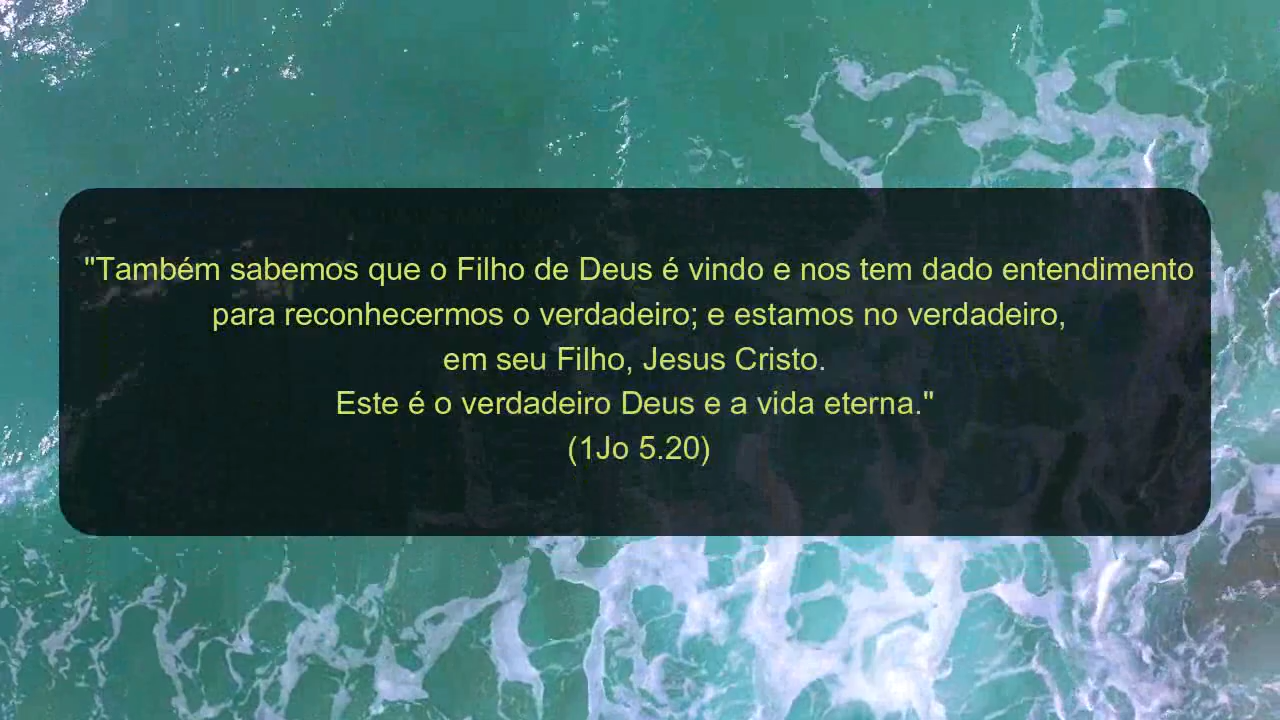 "Também sabemos que o Filho de Deus é vindo e nos tem dado entendimento
para reconhecermos o verdadeiro; e estamos no verdadeiro,
em seu Filho, Jesus Cristo.
Este é o verdadeiro Deus e a vida eterna."
(1Jo 5.20)